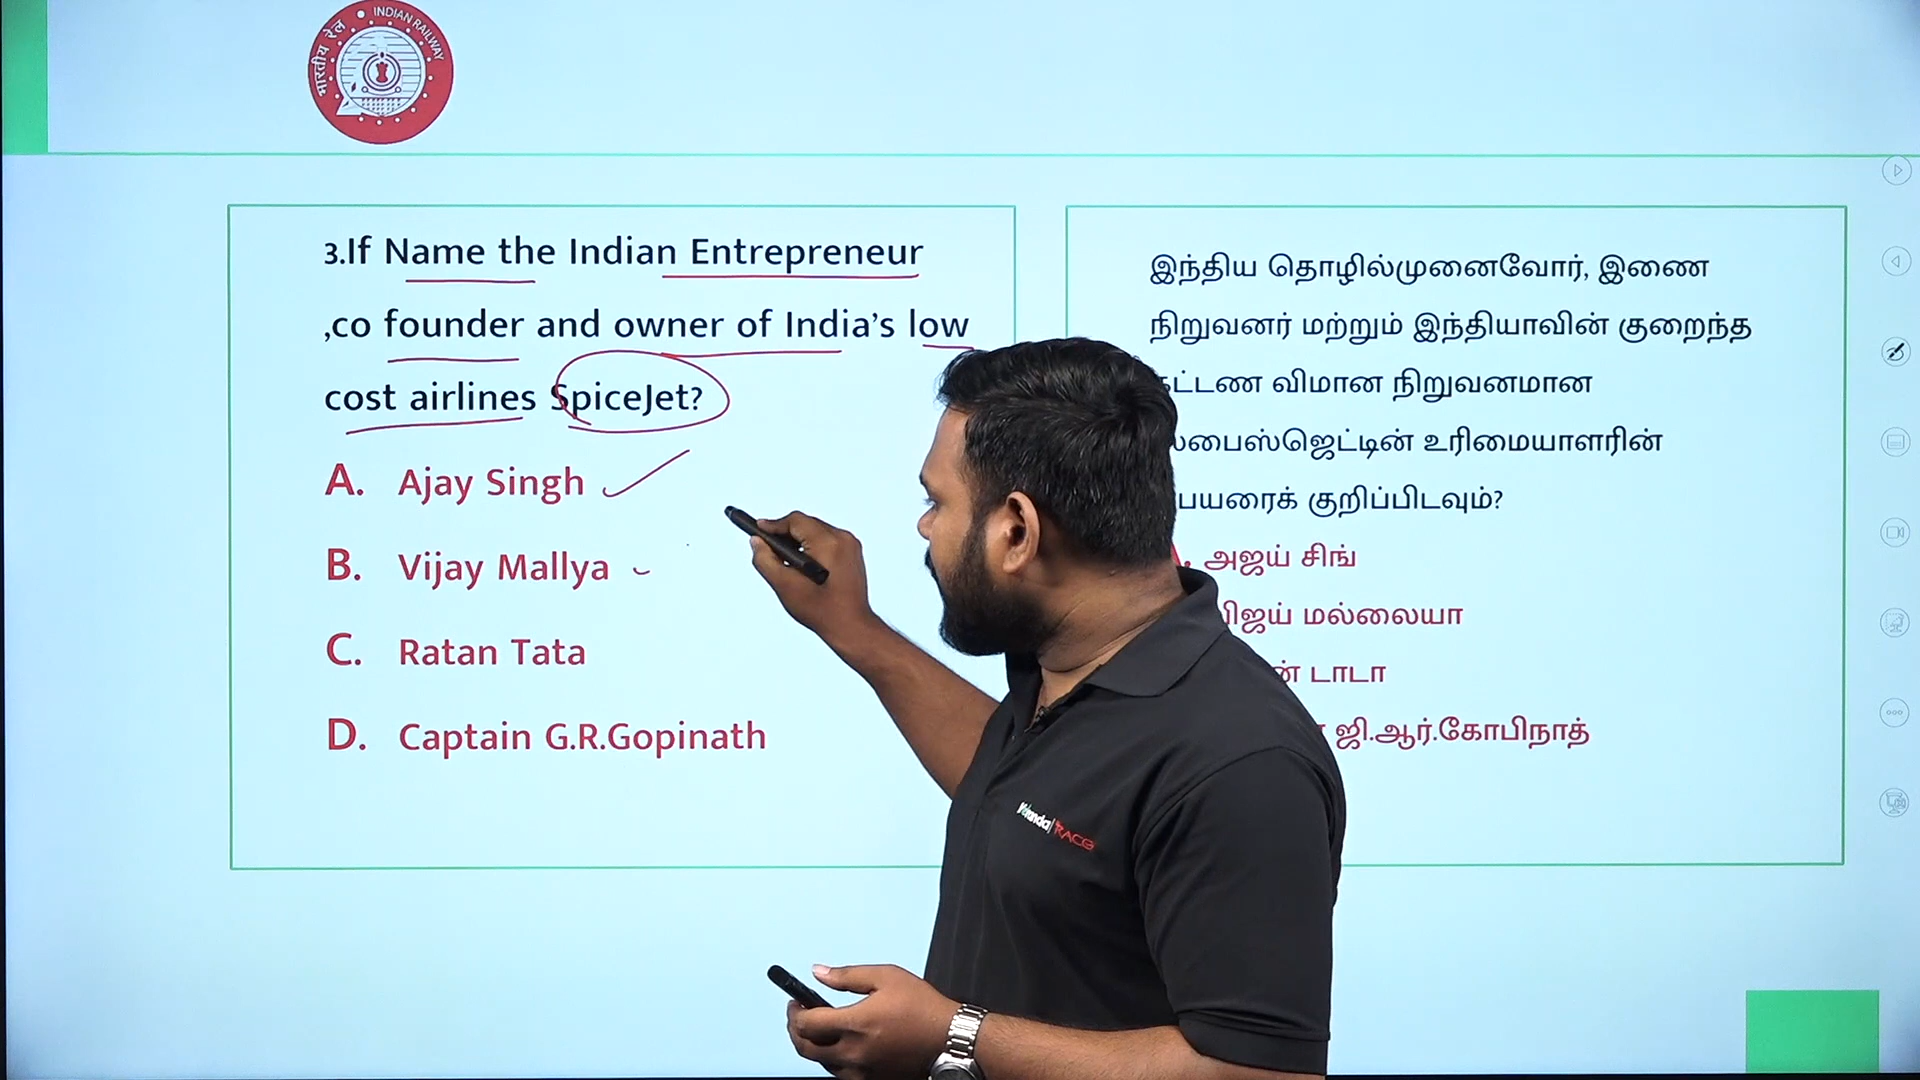 भारतीय रेल
INDIAN RAILWAY
3.If Name the Indian Entrepreneur
,co founder and owner of India's low
cost airlines SpiceJet?
A. Ajay Singh
B. Vijay Mallya
C. Ratan Tata
D. Captain G.R.Gopinath
இந்திய தொழில்முனைவோர், இணை
நிறுவனர் மற்றும் இந்தியாவின் குறைந்த
விமான நிறுவனமான
உரிமையாளரின்
குறிப்பிடவும்?
அஜய் சிங்
மல்லையா
டாடா
ஜி.ஆர்.கோபிநாத்
RACE